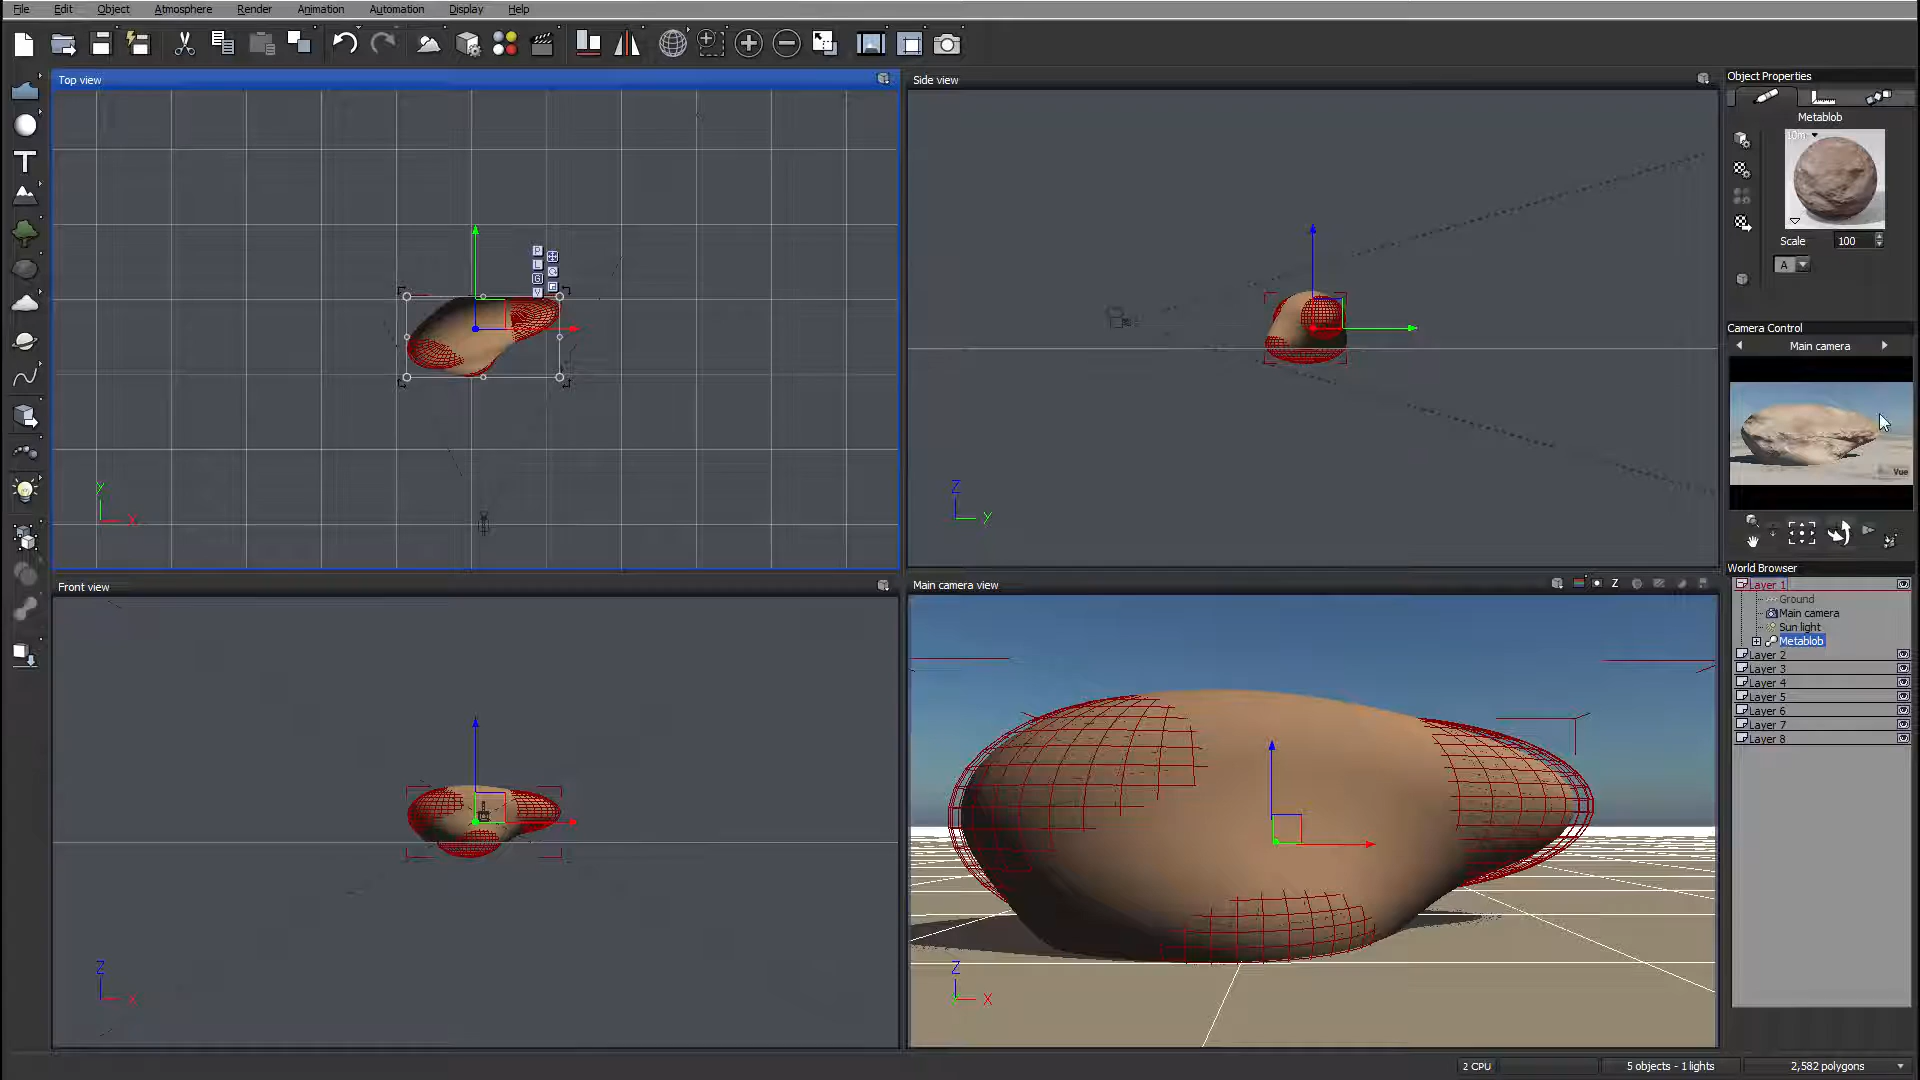 File Edit Object Atmosphere Render Animation Automation Display Help
Top view
Side view
Object Properties
Metablob
10m
Scale 100
A
Camera Control
Main camera
Vue
World Browser
Layer 1
Ground
Main camera
Sun light
Metablob
Layer 2
Layer 3
Layer 4
Layer 5
Layer 6
Layer 7
Layer 8
P
L
G
V
Y
X
Z
Y
Front view
Main camera view
Z
Z
X
Z
X
2 CPU
5 objects - 1 lights
2,582 polygons